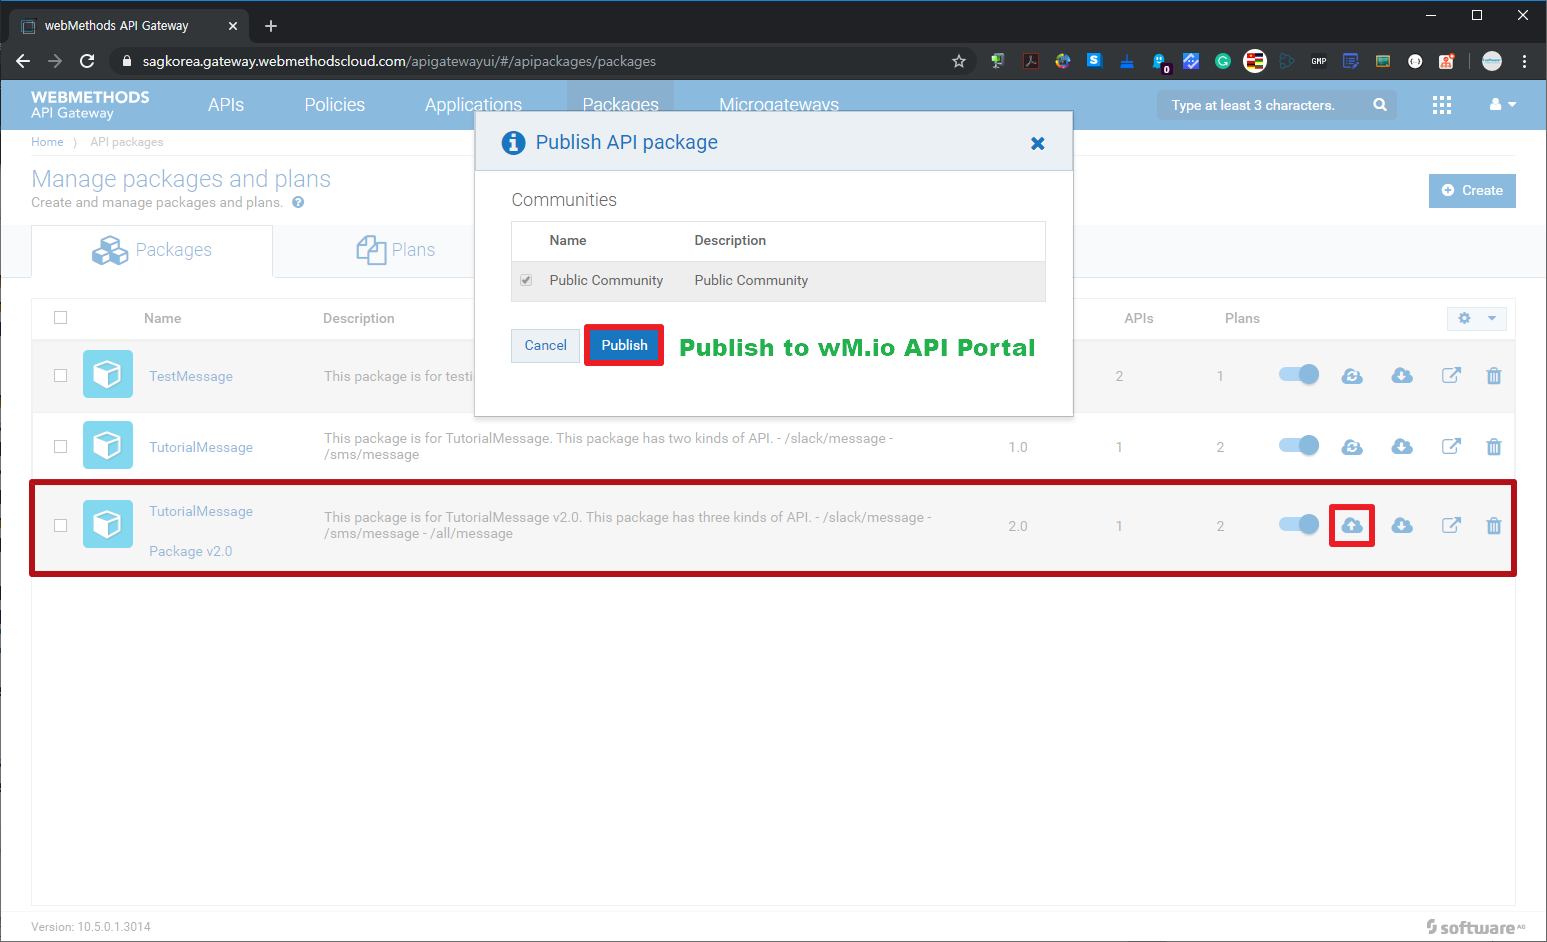 webMethods API Gateway
sagkorea.gateway.webmethodscloud.com/apigatewayui/#/apipackages/packages
S
0
G
GMP
WEBMETHODS
API Gateway
APIs
Policies
Applications
Packages
Microgateways
Type at least 3 characters.
Home
API packages
Manage packages and plans
Create and manage packages and plans.
Create
Packages
Plans
Publish API package
Communities
Name Description
Public Community Public Community
Cancel
Publish
Publish to wM.io API Portal
Name Description APIs Plans
TestMessage This package is for testi 2 1
TutorialMessage This package is for TutorialMessage. This package has two kinds of API. - /slack/message -
/sms/message
1.0 1 2
TutorialMessage
Package v2.0
This package is for TutorialMessage v2.0. This package has three kinds of API. - /slack/message -
/sms/message - /all/message
2.0 1 2
Version: 10.5.0.1.3014
software AG